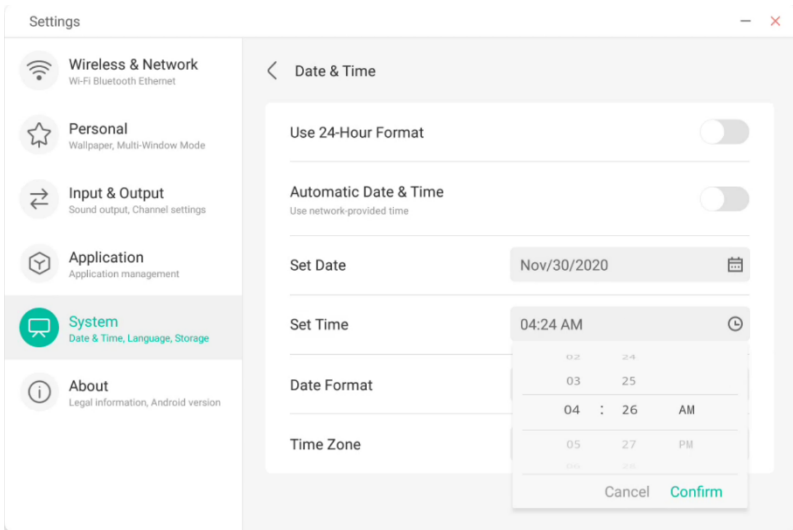 Settings
Wireless & Network
Wi-Fi Bluetooth Ethernet
Personal
Wallpaper, Multi-Window Mode
Input & Output
Sound output, Channel settings
Application
Application management
System
Date & Time, Language, Storage
About
Legal information, Android version
Date & Time
Use 24-Hour Format
Automatic Date & Time
Use network-provided time
Set Date
Nov/30/2020
Set Time
04:24 AM
02 24
03 25
04 : 26 AM
05 27 PM
Cancel Confirm
Date Format
Time Zone